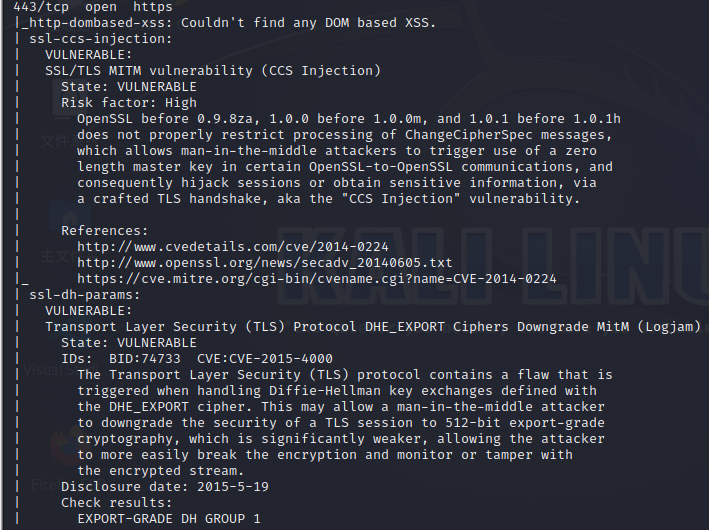 443/tcp  open  https
|_http-dombased-xss: Couldn't find any DOM based XSS.
| ssl-ccs-injection:
|   VULNERABLE:
|   SSL/TLS MITM vulnerability (CCS Injection)
|     State: VULNERABLE
|     Risk factor: High
|       OpenSSL before 0.9.8za, 1.0.0 before 1.0.0m, and 1.0.1 before 1.0.1h
|       does not properly restrict processing of ChangeCipherSpec messages,
|       which allows man-in-the-middle attackers to trigger use of a zero
|       length master key in certain OpenSSL-to-OpenSSL communications, and
|       consequently hijack sessions or obtain sensitive information, via
|       a crafted TLS handshake, aka the "CCS Injection" vulnerability.
|
|     References:
|       http://www.cvedetails.com/cve/2014-0224
|       http://www.openssl.org/news/secadv_20140605.txt
|_      https://cve.mitre.org/cgi-bin/cvename.cgi?name=CVE-2014-0224
| ssl-dh-params:
|   VULNERABLE:
|   Transport Layer Security (TLS) Protocol DHE_EXPORT Ciphers Downgrade MitM (Logjam)
|     State: VULNERABLE
|     IDs:  BID:74733  CVE:CVE-2015-4000
|       The Transport Layer Security (TLS) protocol contains a flaw that is
|       triggered when handling Diffie-Hellman key exchanges defined with
|       the DHE_EXPORT cipher. This may allow a man-in-the-middle attacker
|       to downgrade the security of a TLS session to 512-bit export-grade
|       cryptography, which is significantly weaker, allowing the attacker
|       to more easily break the encryption and monitor or tamper with
|       the encrypted stream.
|     Disclosure date: 2015-5-19
|     Check results:
|       EXPORT-GRADE DH GROUP 1
KALI LINU